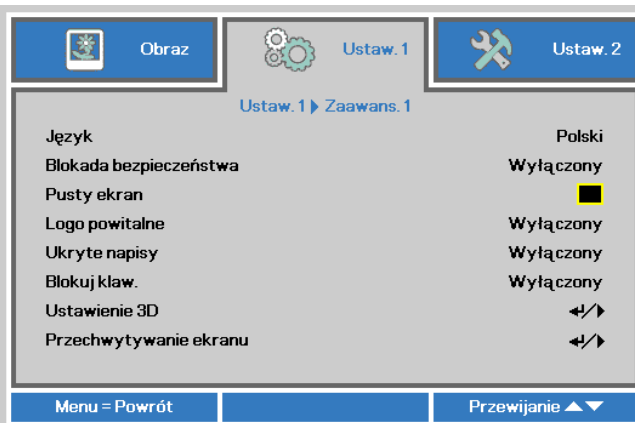 Obraz Ustaw. 1 Ustaw. 2
Ustaw. 1 Zaawans. 1
Język Polski
Blokada bezpieczeństwa Wyłączony
Pusty ekran
Logo powitalne Wyłączony
Ukryte napisy Wyłączony
Blokuj klaw. Wyłączony
Ustawienie 3D
Przechwytywanie ekranu
Menu = Powrót Przewijanie